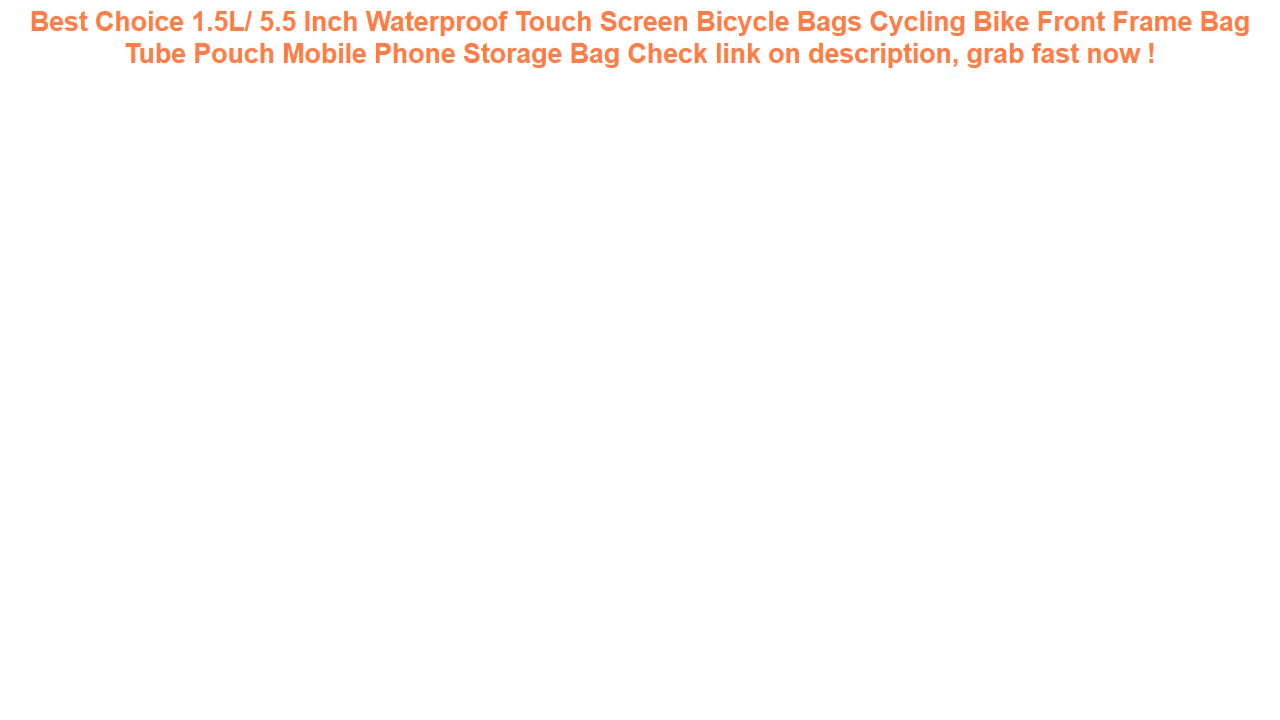 Best Choice 1.5L/ 5.5 Inch Waterproof Touch Screen Bicycle Bags Cycling Bike Front Frame Bag
Tube Pouch Mobile Phone Storage Bag Check link on description, grab fast now !